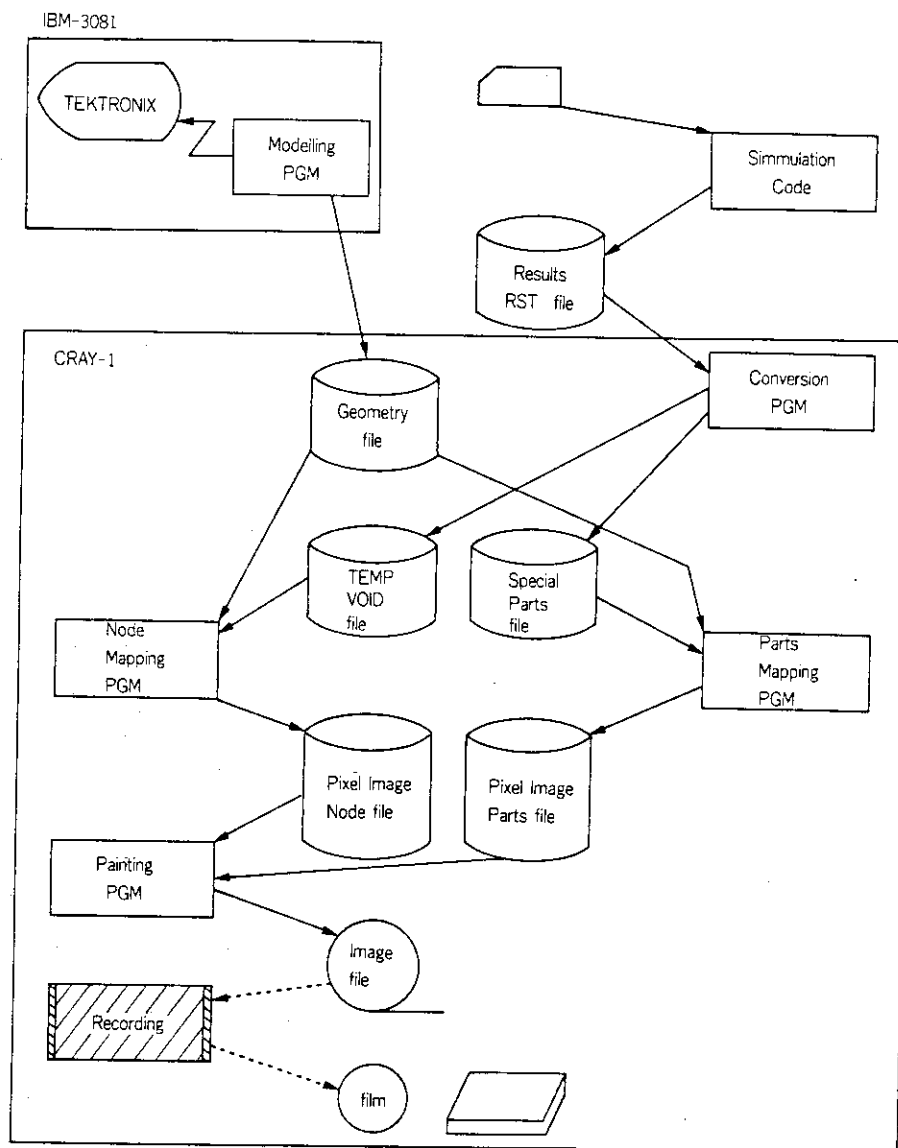 IBM-3081
TEKTRONIX
Modelling
PGM
Simmulation
Code
Results
RST file
CRAY-1
Geometry
file
Conversion
PGM
TEMP
VOID
file
Special
Parts
file
Node
Mapping
PGM
Parts
Mapping
PGM
Pixel Image
Node file
Pixel Image
Parts file
Painting
PGM
Image
file
Recording
film